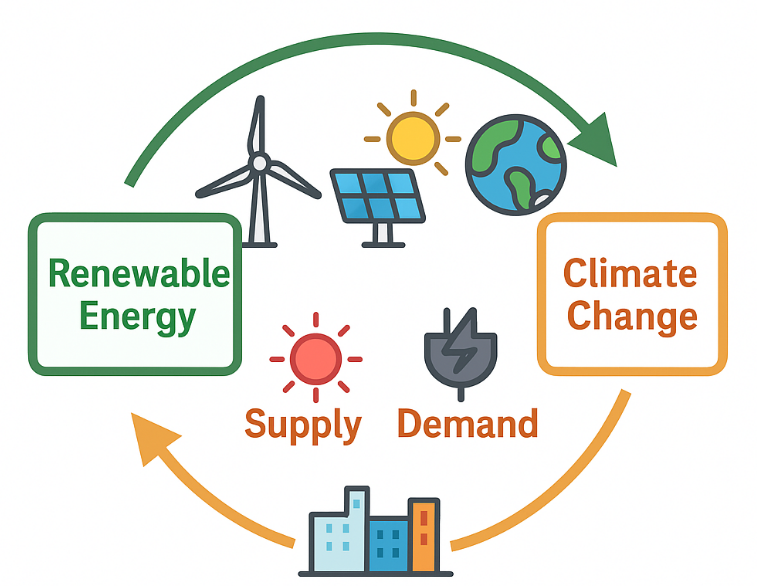 Renewable
Energy
Climate
Change
Supply
Demand